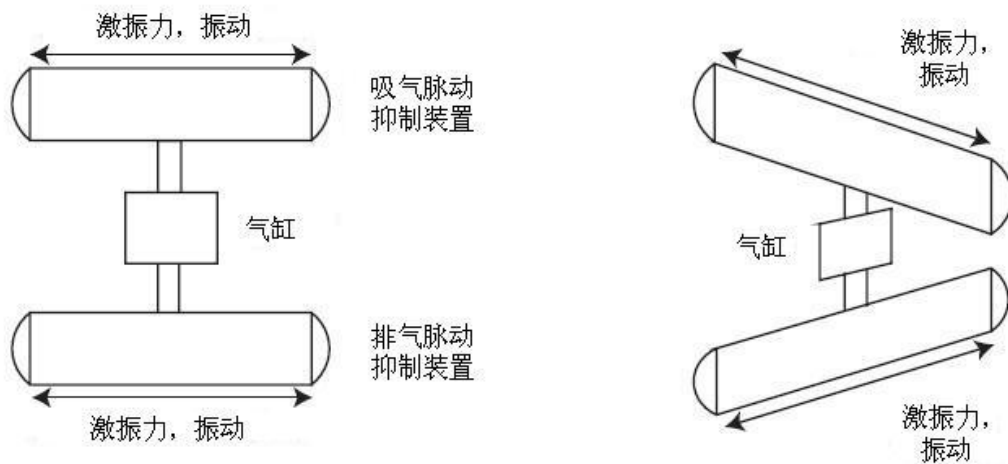 激振力，振动
吸气脉动
抑制装置
气缸
排气脉动
抑制装置
激振力，振动
激振力，
振动
气缸
激振力，
振动